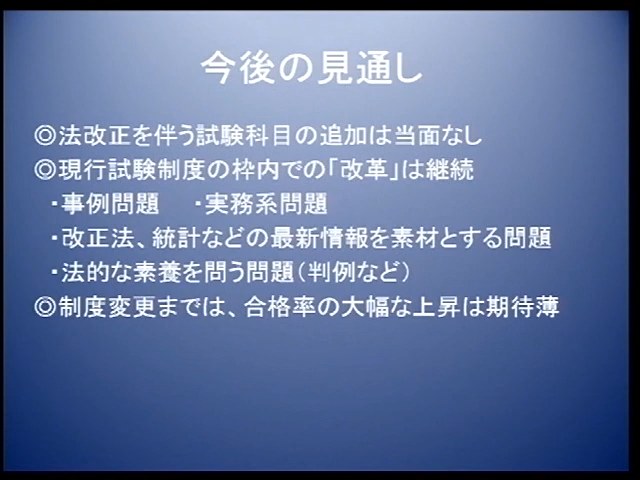 今後の見通し
◎法改正を伴う試験科目の追加は当面なし
◎現行試験制度の枠内での「改革」は継続
・事例問題　・実務系問題
・改正法、統計などの最新情報を素材とする問題
・法的な素養を問う問題（判例など）
◎制度変更までは、合格率の大幅な上昇は期待薄